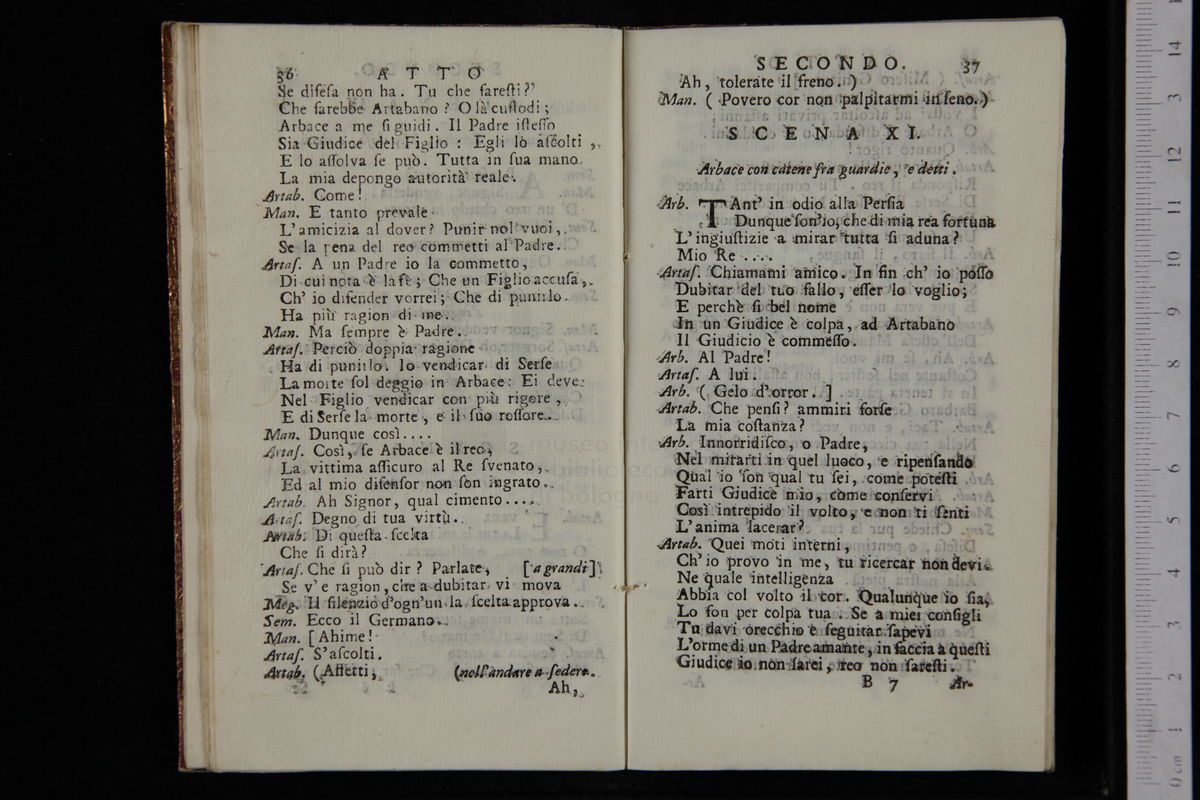 36 ATTO
Se difeſa non ha. Tu che fareſti?
Che farebbe Artabano? Olà cuſtodi;
Arbace a me ſi guidi. Il Padre iſteſſo
Sia Giudice del Figlio: Egli lo aſcolti,
E lo aſſolva ſe può. Tutta in ſua mano
La mia depongo autorità reale.
Artab. Come!
Man. E tanto prevale
L'amicizia al dover? Punir nol vuoi,
Se la pena del reo commetti al Padre.
Artaſ. A un Padre io la commetto,
Di cui nota è la fè; Che un Figlio accuſa,
Ch' io difender vorrei; Che di punirlo
Ha più ragion di me.
Man. Ma ſempre è Padre.
Artaſ. Perciò doppia ragione
Ha di punirlo. Io vendicar di Serſe
La morte ſol deggio in Arbace: Ei deve
Nel Figlio vendicar con più rigore,
E di Serſe la morte, e il ſuo roſſore.
Man. Dunque così....
Artaſ. Così, ſe Arbace è il reo,
La vittima aſſicuro al Re ſvenato,
Ed al mio difenſor non ſon ingrato.
Artab. Ah Signor, qual cimento....
Artaſ. Degno di tua virtù.
Artab. Di queſta ſcelta
Che ſi dirà?
Artaſ. Che ſi può dir? Parlate, [a grandi]
Se v' e ragion, che a dubitar vi mova
Meg. Il ſilenzio d'ogn'un la ſcelta approva.
Sem. Ecco il Germano.
Man. [Ahime!
Artaſ. S'aſcolti.
Artab. (Affetti, (nell'andare a ſedere.
Ah,
SECONDO. 37
Ah, tolerate il freno.)
Man. (Povero cor non palpitarmi in ſeno.)
SCENA XI.
Arbace con catene fra guardie, e detti.
Arb. TAnt' in odio alla Perſia
Dunque ſon'io, che di mia rea fortuna
L'ingiuſtizie a mirar tutta ſi aduna?
Mio Re....
Artaſ. Chiamami amico. In fin ch' io poſſo
Dubitar del tuo fallo, eſſer lo voglio;
E perchè ſi bel nome
In un Giudice è colpa, ad Artabano
Il Giudicio è commeſſo.
Arb. Al Padre!
Artaſ. A lui.
Arb. (Gelo d'orror.]
Artab. Che penſi? ammiri forſe
La mia coſtanza?
Arb. Innorridiſco, o Padre,
Nel mirarti in quel luoco, e ripenſando
Qual io ſon qual tu ſei, come poteſti
Farti Giudice mio, come conſervi
Così intrepido il volto, e non ti ſenti
L'anima lacerar?
Artab. Quei moti interni,
Ch'io provo in me, tu ricercar non devi
Ne quale intelligenza
Abbia col volto il cor. Qualunque io ſia,
Lo ſon per colpa tua. Se a miei conſigli
Tu davi orecchio e ſeguitar ſapevi
L'orme di un Padre amante, in faccia à queſti
Giudice io non ſarei, reo non ſareſti.
B 7 Ar-